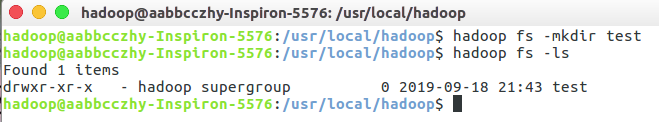 hadoop@aabbcczhy-Inspiron-5576: /usr/local/hadoop
hadoop@aabbcczhy-Inspiron-5576:/usr/local/hadoop$ hadoop fs -mkdir test
hadoop@aabbcczhy-Inspiron-5576:/usr/local/hadoop$ hadoop fs -ls
Found 1 items
drwxr-xr-x   - hadoop supergroup          0 2019-09-18 21:43 test
hadoop@aabbcczhy-Inspiron-5576:/usr/local/hadoop$